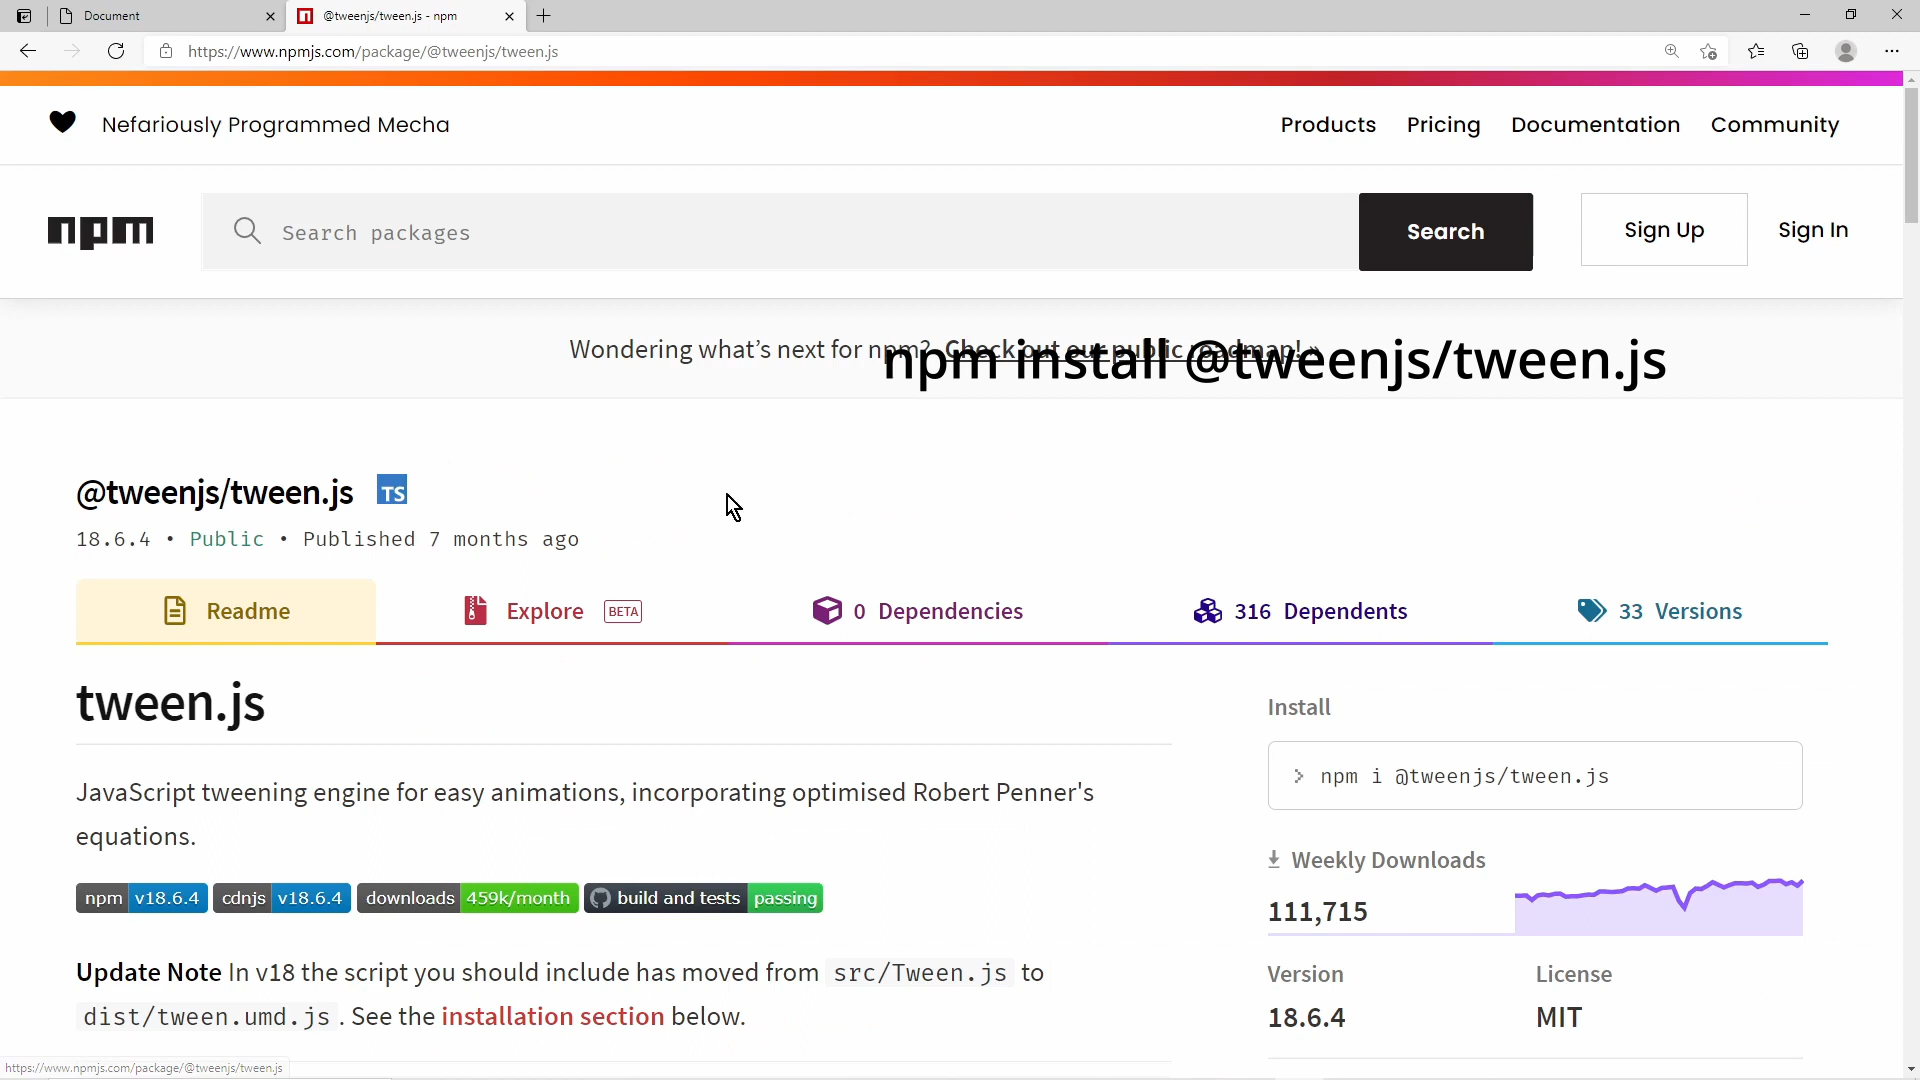 Document
@tweenjs/tween.js - npm
https://www.npmjs.com/package/@tweenjs/tween.js
Nefariously Programmed Mecha
Products
Pricing
Documentation
Community
npm
Search packages
Search
Sign Up
Sign In
Wondering what’s next for npm? Check out our public roadmap! »
npm install @tweenjs/tween.js
@tweenjs/tween.js TS
18.6.4 • Public • Published 7 months ago
Readme
Explore BETA
0 Dependencies
316 Dependents
33 Versions
tween.js
JavaScript tweening engine for easy animations, incorporating optimised Robert Penner's
equations.
npm v18.6.4 cdnjs v18.6.4 downloads 459k/month build and tests passing
Update Note In v18 the script you should include has moved from src/Tween.js to
dist/tween.umd.js . See the installation section below.
Install
> npm i @tweenjs/tween.js
Weekly Downloads
111,715
Version
18.6.4
License
MIT
https://www.npmjs.com/package/@tweenjs/tween.js